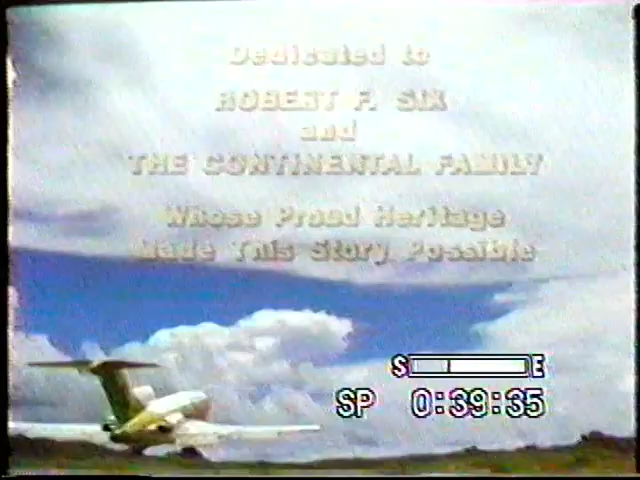 Dedicated to
ROBERT F. SIX
and
THE CONTINENTAL FAMILY
Whose Proud Heritage
Made This Story Possible
S E
SP 0:39:35